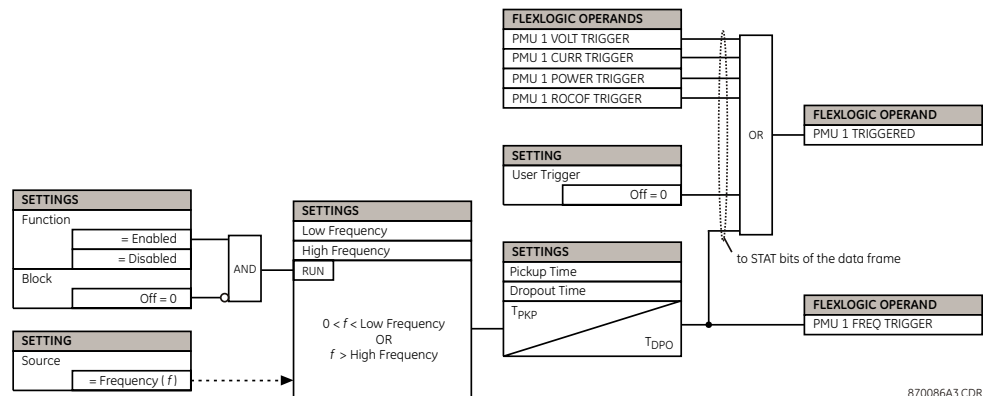 FLEXLOGIC OPERANDS
PMU 1 VOLT TRIGGER
PMU 1 CURR TRIGGER
PMU 1 POWER TRIGGER
PMU 1 ROCOF TRIGGER
OR
FLEXLOGIC OPERAND
PMU 1 TRIGGERED
SETTING
User Trigger
Off = 0
SETTINGS
Function
= Enabled
= Disabled
Block
Off = 0
AND
SETTINGS
Low Frequency
High Frequency
RUN
0 < f < Low Frequency
OR
f > High Frequency
SETTINGS
Pickup Time
Dropout Time
TPKP
TDPO
to STAT bits of the data frame
FLEXLOGIC OPERAND
PMU 1 FREQ TRIGGER
SETTING
Source
= Frequency ( f )
870086A3.CDR